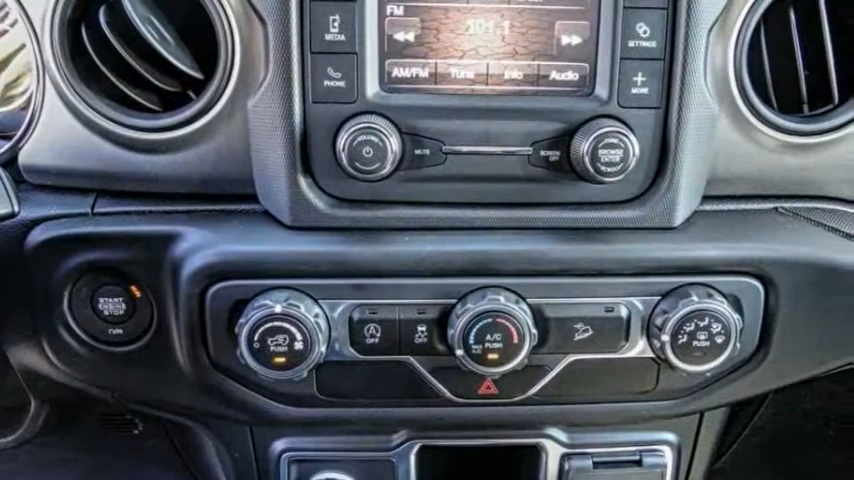 FM
101.1
AM/FM Tune Info Audio
MEDIA
PHONE
SETTINGS
MORE
VOLUME
MUTE
SCREEN
OFF
BROWSE
ENTER
START
ENGINE
STOP
OFF
OFF
PUSH
A/C
PUSH
PUSH